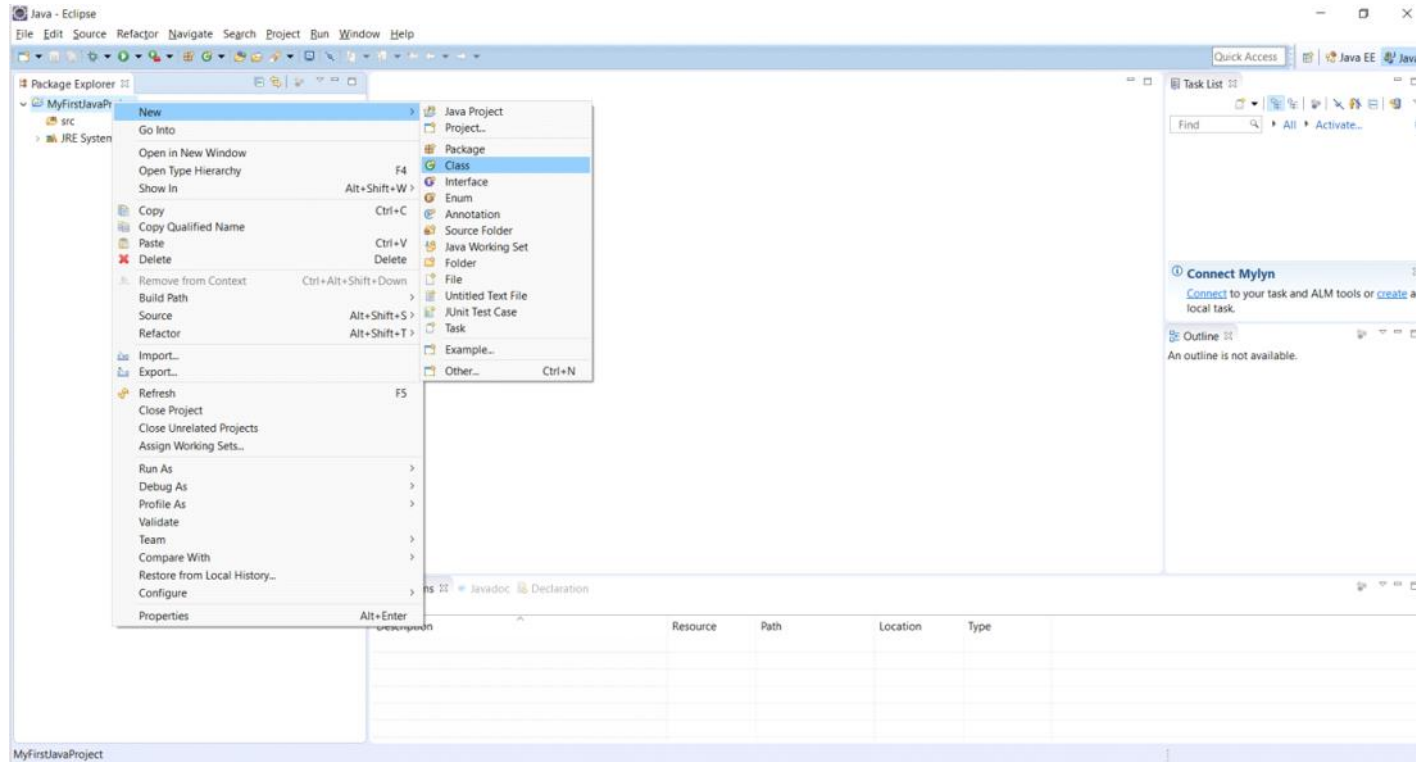 Java - Eclipse
File Edit Source Refactor Navigate Search Project Run Window Help
Quick Access Java EE Java
Package Explorer
MyFirstJavaPr
src
JRE System
New
Go Into
Open in New Window
Open Type Hierarchy F4
Show In Alt+Shift+W >
Copy Ctrl+C
Copy Qualified Name
Paste Ctrl+V
Delete Delete
Remove from Context Ctrl+Alt+Shift+Down
Build Path >
Source Alt+Shift+S >
Refactor Alt+Shift+T >
Import...
Export...
Refresh F5
Close Project
Close Unrelated Projects
Assign Working Sets...
Run As >
Debug As >
Profile As >
Validate
Team >
Compare With >
Restore from Local History...
Configure >
Properties Alt+Enter
Java Project
Project...
Package
Class
Interface
Enum
Annotation
Source Folder
Java Working Set
Folder
File
Untitled Text File
JUnit Test Case
Task
Example...
Other... Ctrl+N
Task List
Find All Activate...
Connect Mylyn
Connect to your task and ALM tools or create a
local task.
Outline
An outline is not available.
ns Javadoc Declaration
Description Resource Path Location Type
MyFirstJavaProject